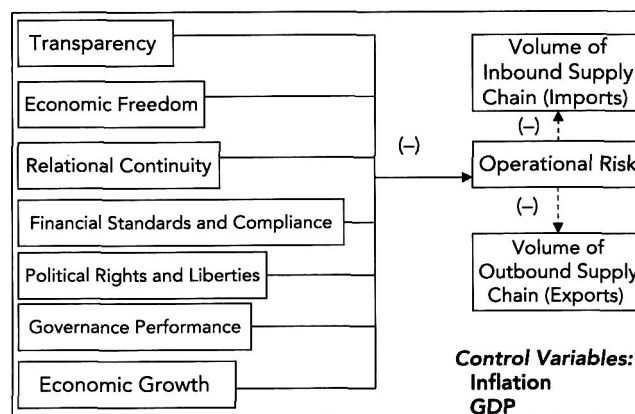 Transparency
Economic Freedom
Relational Continuity
Financial Standards and Compliance
Political Rights and Liberties
Governance Performance
Economic Growth
(–)
Volume of
Inbound Supply
Chain (Imports)
(–)
Operational Risk
(–)
Volume of
Outbound Supply
Chain (Exports)
Control Variables:
Inflation
GDP